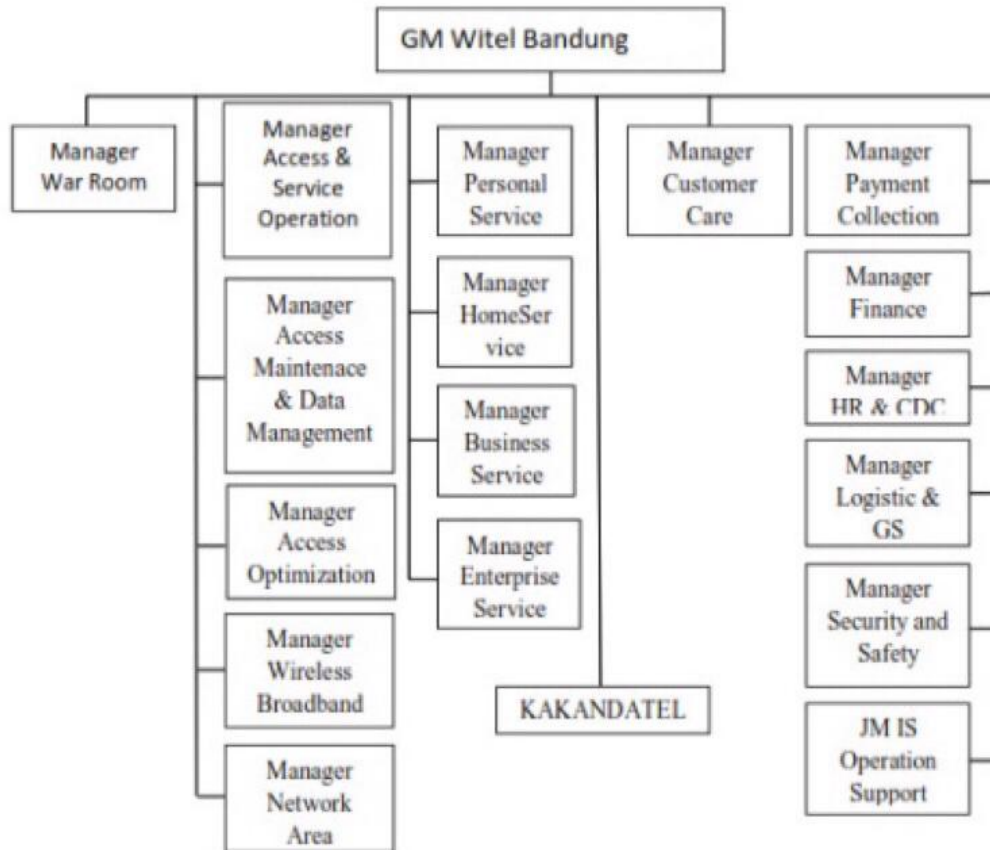 GM Witel Bandung
Manager
War Room
Manager
Access &
Service
Operation
Manager
Access
Maintenace
& Data
Management
Manager
Access
Optimization
Manager
Wireless
Broadband
Manager
Network
Area
Manager
Personal
Service
Manager
HomeSer
vice
Manager
Business
Service
Manager
Enterprise
Service
KAKANDATEL
Manager
Customer
Care
Manager
Payment
Collection
Manager
Finance
Manager
HR & CDC
Manager
Logistic &
GS
Manager
Security and
Safety
JM IS
Operation
Support